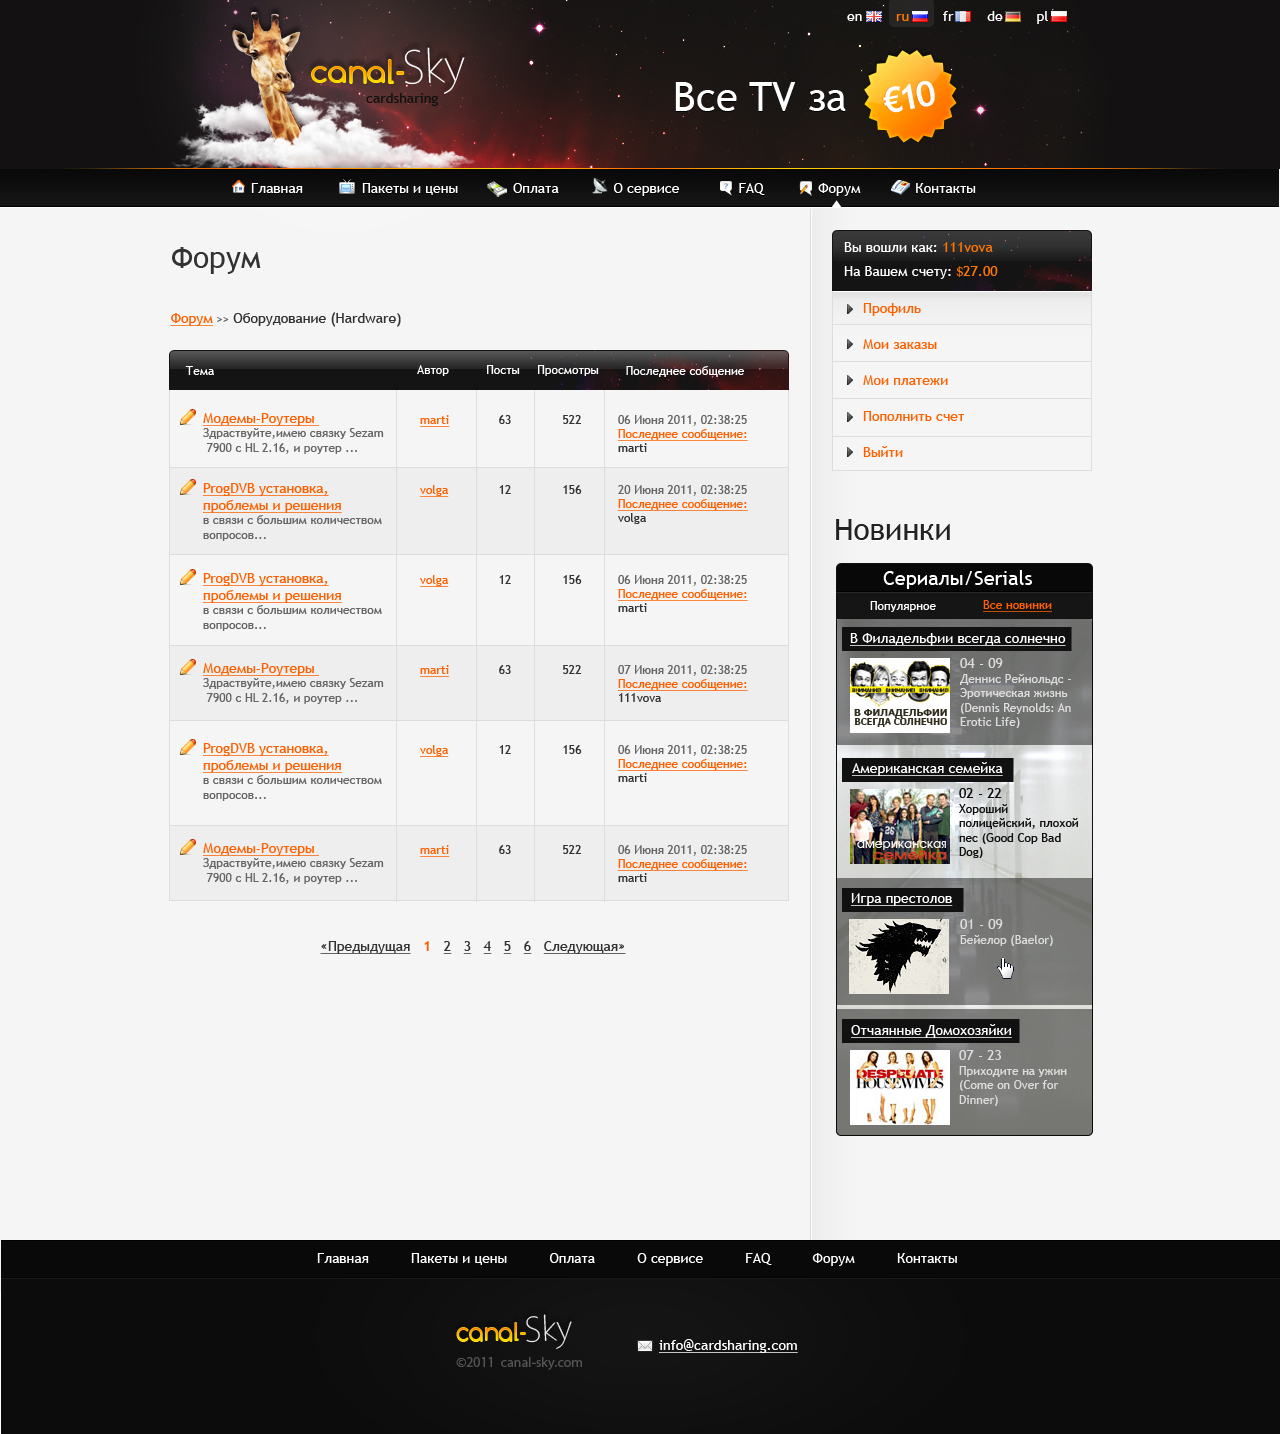 en ru fr de pl
canal-Sky
cardsharing
Все TV за €10
Главная Пакеты и цены Оплата О сервисе FAQ Форум Контакты
Форум
Форум >> Оборудование (Hardware)
Тема Автор Посты Просмотры Последнее собщение
Модемы-Роутеры marti 63 522 06 Июня 2011, 02:38:25
Здраствуйте,имею связку Sezam Последнее сообщение:
7900 с HL 2.16, и роутер ... marti
ProgDVB установка, volga 12 156 20 Июня 2011, 02:38:25
проблемы и решения Последнее сообщение:
в связи с большим количеством volga
вопросов...
ProgDVB установка, volga 12 156 06 Июня 2011, 02:38:25
проблемы и решения Последнее сообщение:
в связи с большим количеством marti
вопросов...
Модемы-Роутеры marti 63 522 07 Июня 2011, 02:38:25
Здраствуйте,имею связку Sezam Последнее сообщение:
7900 с HL 2.16, и роутер ... 111vova
ProgDVB установка, volga 12 156 06 Июня 2011, 02:38:25
проблемы и решения Последнее сообщение:
в связи с большим количеством marti
вопросов...
Модемы-Роутеры marti 63 522 06 Июня 2011, 02:38:25
Здраствуйте,имею связку Sezam Последнее сообщение:
7900 с HL 2.16, и роутер ... marti
«Предыдущая 1 2 3 4 5 6 Следующая»
Вы вошли как: 111vova
На Вашем счету: $27.00
Профиль
Мои заказы
Мои платежи
Пополнить счет
Выйти
Новинки
Сериалы/Serials
Популярное Все новинки
В Филадельфии всегда солнечно
ВНИМАНИЕ ВНИМАНИЕ ВНИМАНИЕ
В ФИЛАДЕЛЬФИИ
ВСЕГДА СОЛНЕЧНО
04 - 09
Деннис Рейнольдс -
Эротическая жизнь
(Dennis Reynolds: An
Erotic Life)
Американская семейка
26
американская
семейка
02 - 22
Хороший
полицейский, плохой
пес (Good Cop Bad
Dog)
Игра престолов
01 - 09
Бейелор (Baelor)
Отчаянные Домохозяйки
DESPERATE
HOUSEWIVES
07 - 23
Приходите на ужин
(Come on Over for
Dinner)
Главная Пакеты и цены Оплата О сервисе FAQ Форум Контакты
canal-Sky
©2011 canal-sky.com
info@cardsharing.com